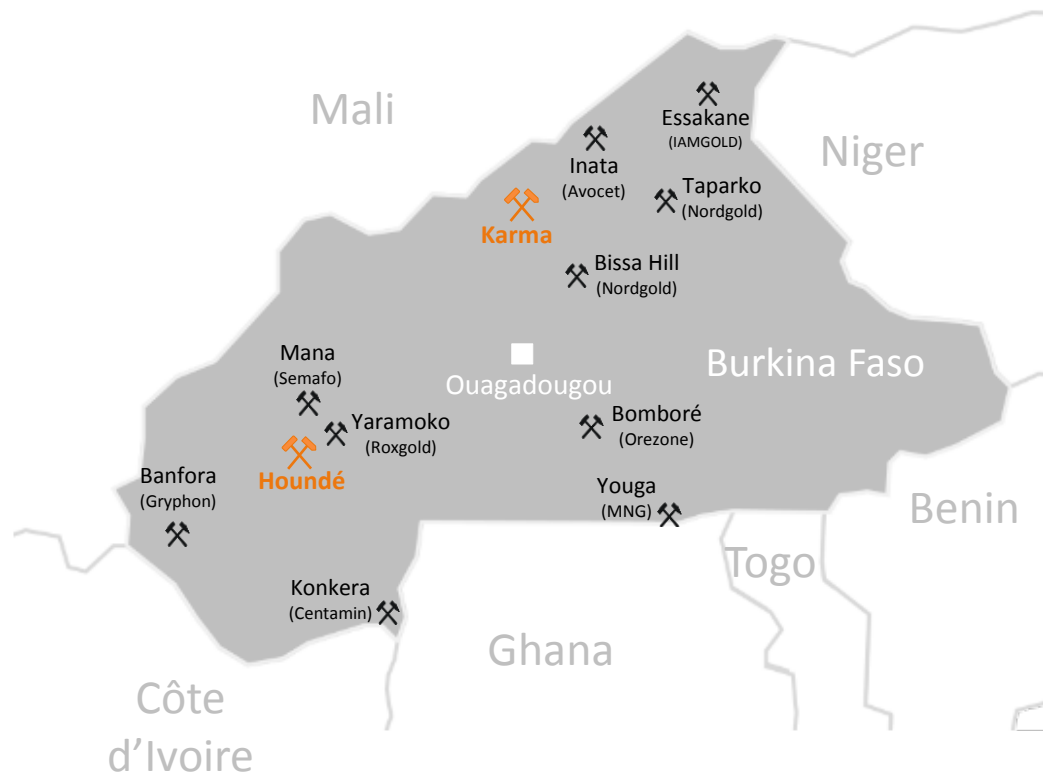 Mali
Essakane
(IAMGOLD)
Niger
Inata
(Avocet)
Taparko
(Nordgold)
Karma
Bissa Hill
(Nordgold)
Mana
(Semafo)
Ouagadougou
Burkina Faso
Yaramoko
(Roxgold)
Bomboré
(Orezone)
Houndé
Banfora
(Gryphon)
Youga
(MNG)
Benin
Togo
Konkera
(Centamin)
Ghana
Côte
d'Ivoire